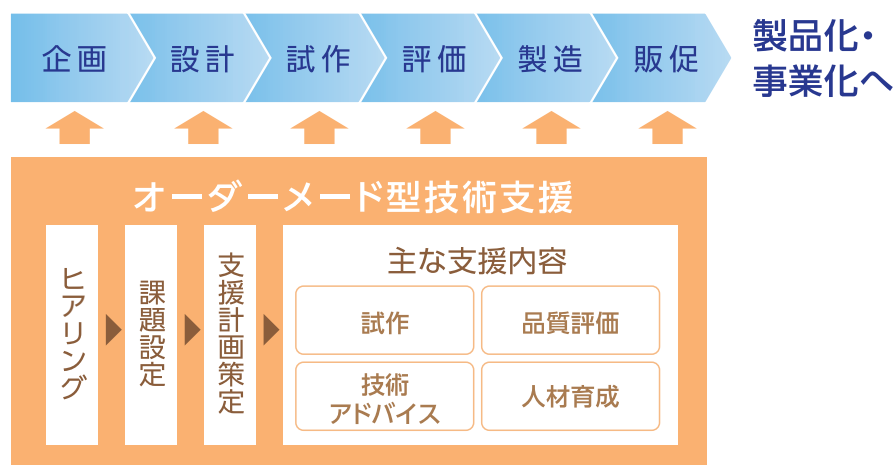 企画
設計
試作
評価
製造
販促
製品化・
事業化へ
オーダーメード型技術支援
ヒアリング
課題設定
支援計画策定
主な支援内容
試作
品質評価
技術
アドバイス
人材育成